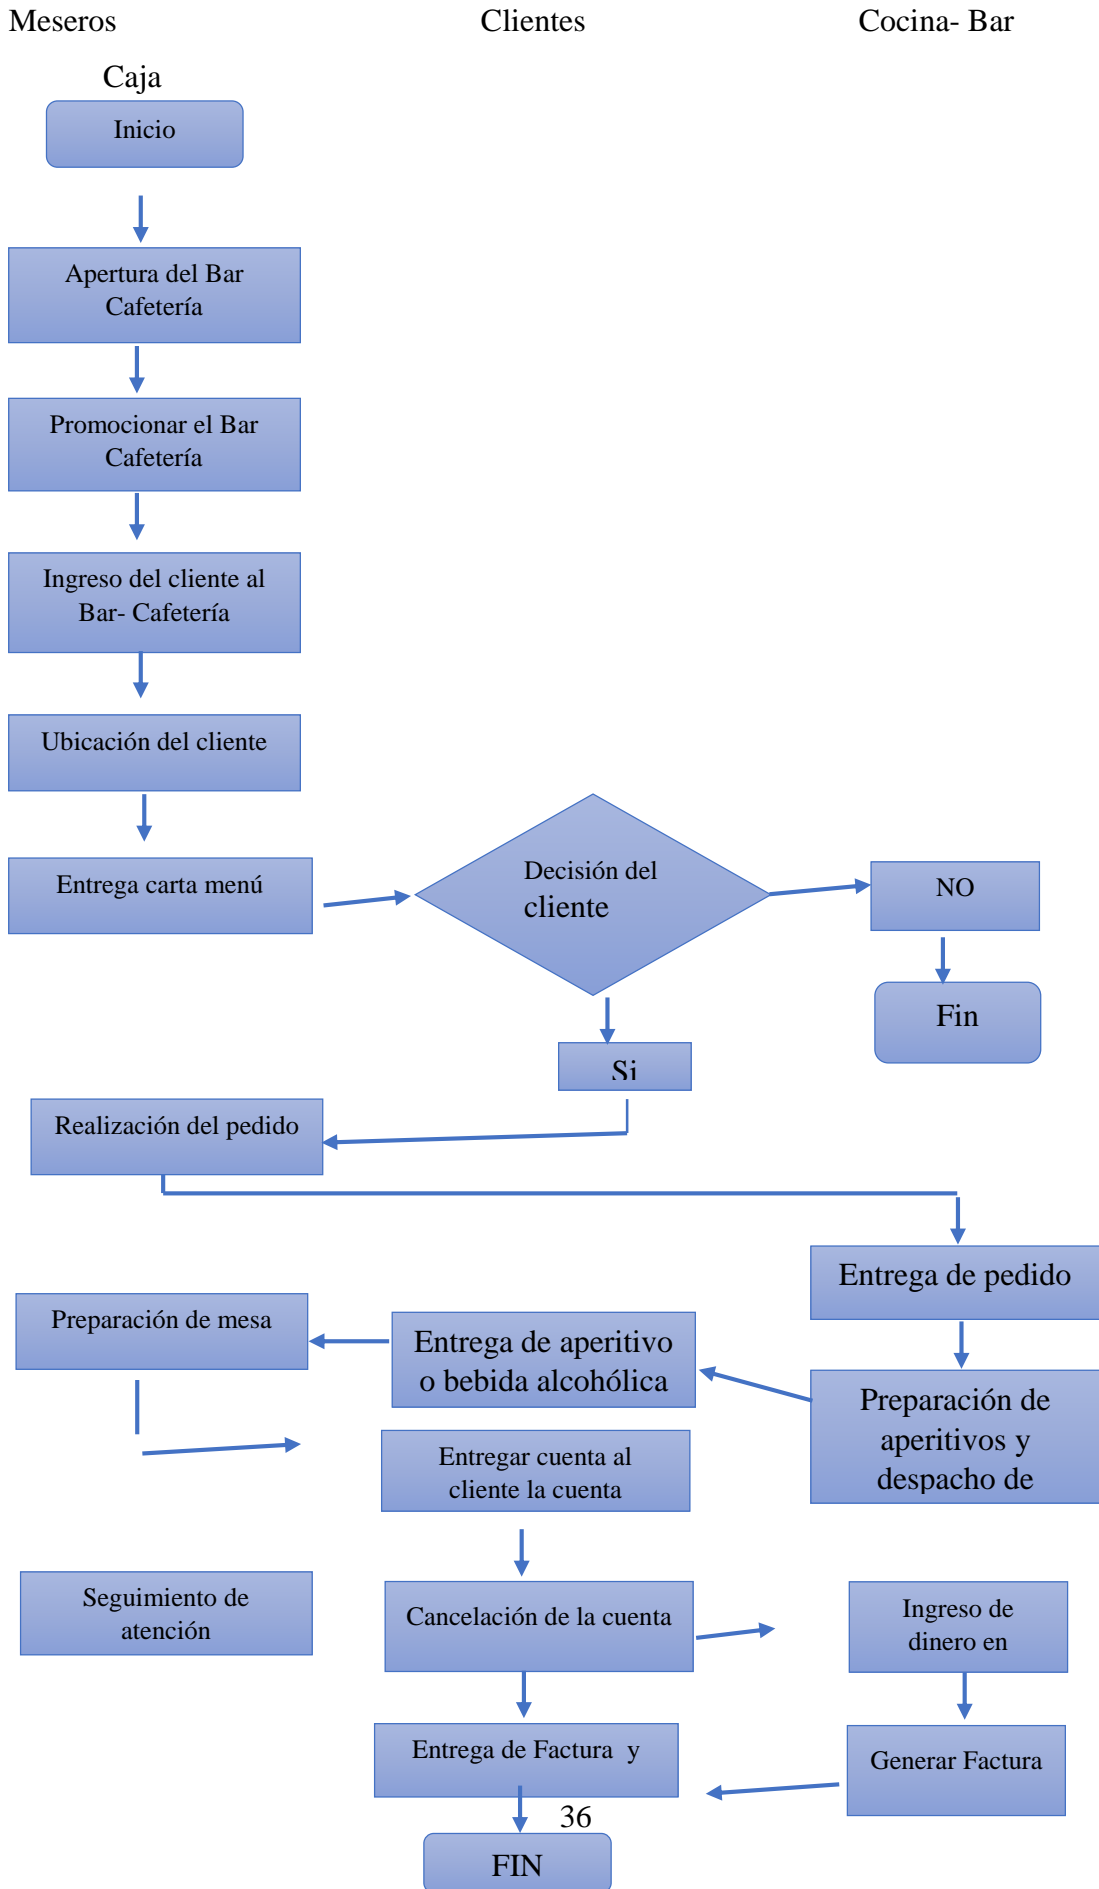 Meseros Clientes Cocina- Bar
Caja
Inicio
Apertura del Bar
Cafetería
Promocionar el Bar
Cafetería
Ingreso del cliente al
Bar- Cafetería
Ubicación del cliente
Entrega carta menú
Decisión del
cliente
NO
Fin
Si
Realización del pedido
Entrega de pedido
Preparación de mesa
Entrega de aperitivo
o bebida alcohólica
Preparación de
aperitivos y
despacho de
Entregar cuenta al
cliente la cuenta
Seguimiento de
atención
Cancelación de la cuenta
Ingreso de
dinero en
Entrega de Factura y
Generar Factura
36
FIN